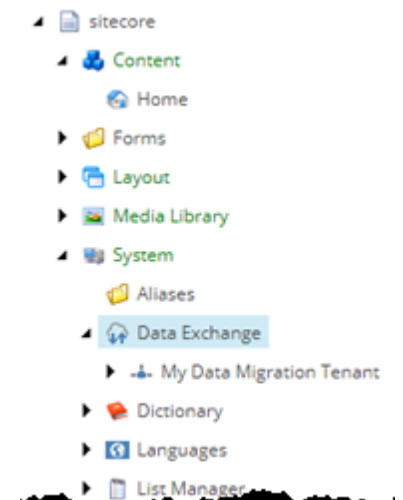 sitecore
Content
Home
Forms
Layout
Media Library
System
Aliases
Data Exchange
My Data Migration Tenant
Dictionary
Languages
List Manager